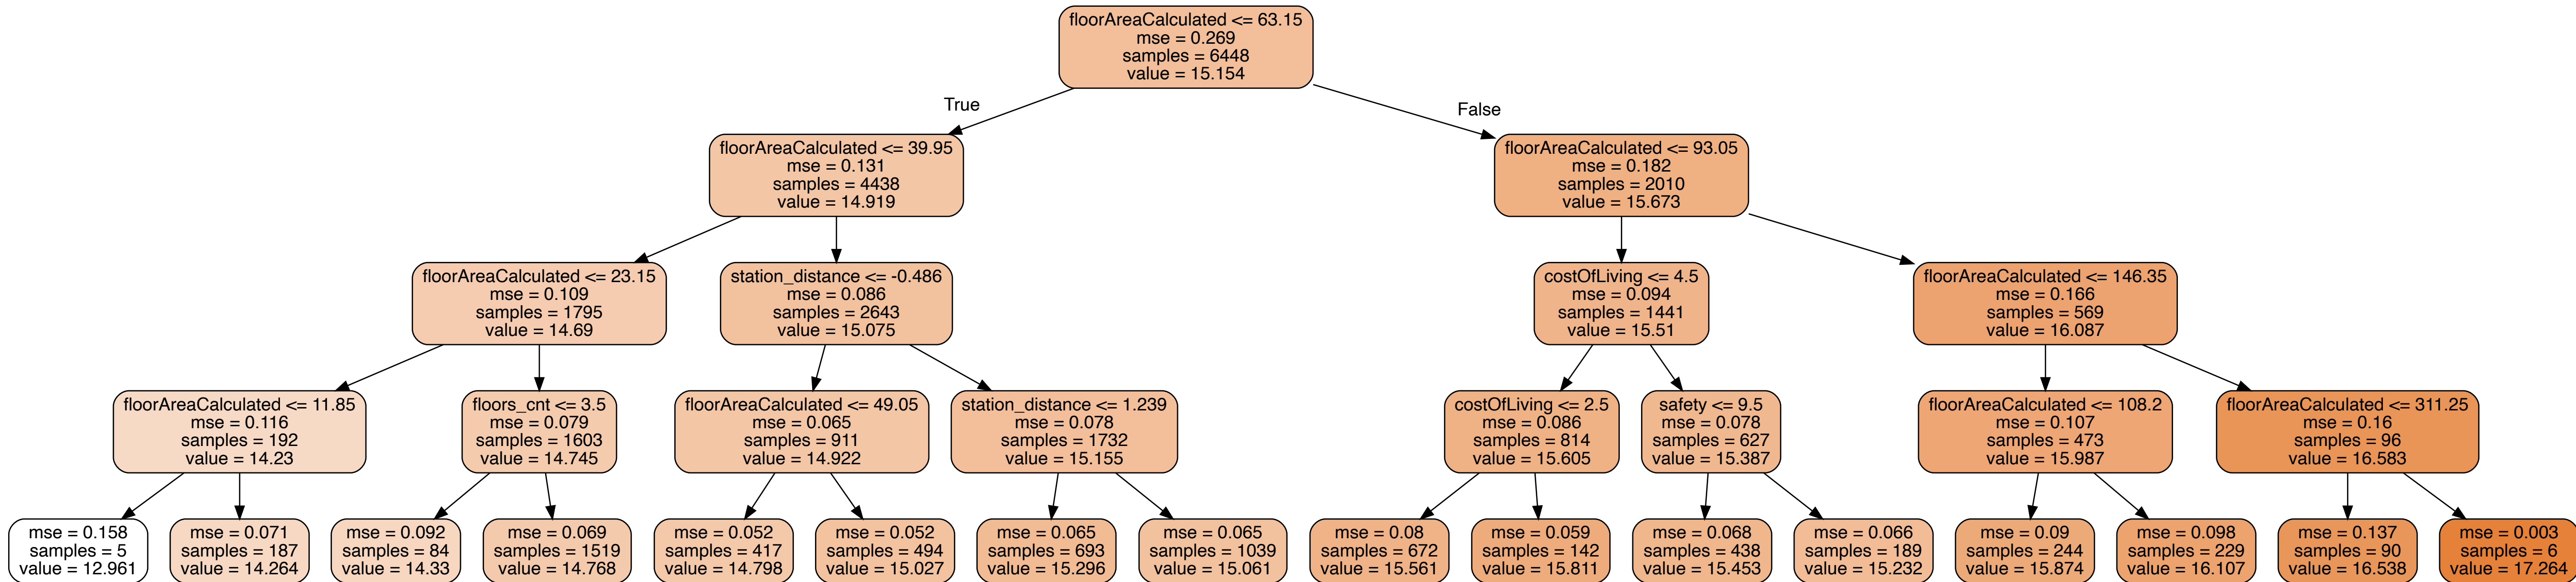 floorAreaCalculated <= 63.15
mse = 0.269
samples = 6448
value = 15.154
True
False
floorAreaCalculated <= 39.95
mse = 0.131
samples = 4438
value = 14.919
floorAreaCalculated <= 93.05
mse = 0.182
samples = 2010
value = 15.673
floorAreaCalculated <= 23.15
mse = 0.109
samples = 1795
value = 14.69
station_distance <= -0.486
mse = 0.086
samples = 2643
value = 15.075
costOfLiving <= 4.5
mse = 0.094
samples = 1441
value = 15.51
floorAreaCalculated <= 146.35
mse = 0.166
samples = 569
value = 16.087
floorAreaCalculated <= 11.85
mse = 0.116
samples = 192
value = 14.23
floors_cnt <= 3.5
mse = 0.079
samples = 1603
value = 14.745
floorAreaCalculated <= 49.05
mse = 0.065
samples = 911
value = 14.922
station_distance <= 1.239
mse = 0.078
samples = 1732
value = 15.155
costOfLiving <= 2.5
mse = 0.086
samples = 814
value = 15.605
safety <= 9.5
mse = 0.078
samples = 627
value = 15.387
floorAreaCalculated <= 108.2
mse = 0.107
samples = 473
value = 15.987
floorAreaCalculated <= 311.25
mse = 0.16
samples = 96
value = 16.583
mse = 0.158
samples = 5
value = 12.961
mse = 0.071
samples = 187
value = 14.264
mse = 0.092
samples = 84
value = 14.33
mse = 0.069
samples = 1519
value = 14.768
mse = 0.052
samples = 417
value = 14.798
mse = 0.052
samples = 494
value = 15.027
mse = 0.065
samples = 693
value = 15.296
mse = 0.065
samples = 1039
value = 15.061
mse = 0.08
samples = 672
value = 15.561
mse = 0.059
samples = 142
value = 15.811
mse = 0.068
samples = 438
value = 15.453
mse = 0.066
samples = 189
value = 15.232
mse = 0.09
samples = 244
value = 15.874
mse = 0.098
samples = 229
value = 16.107
mse = 0.137
samples = 90
value = 16.538
mse = 0.003
samples = 6
value = 17.264